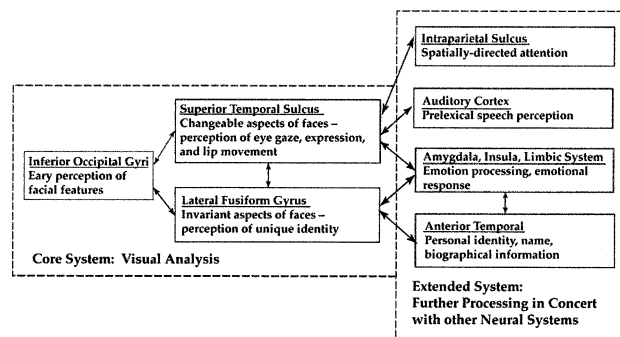 Intraparietal Sulcus
Spatially-directed attention
Superior Temporal Sulcus
Changeable aspects of faces –
perception of eye gaze, expression,
and lip movement
Auditory Cortex
Prelexical speech perception
Inferior Occipital Gyri
Eary perception of
facial features
Amygdala, Insula, Limbic System
Emotion processing, emotional
response
Lateral Fusiform Gyrus
Invariant aspects of faces –
perception of unique identity
Anterior Temporal
Personal identity, name,
biographical information
Core System: Visual Analysis
Extended System:
Further Processing in Concert
with other Neural Systems